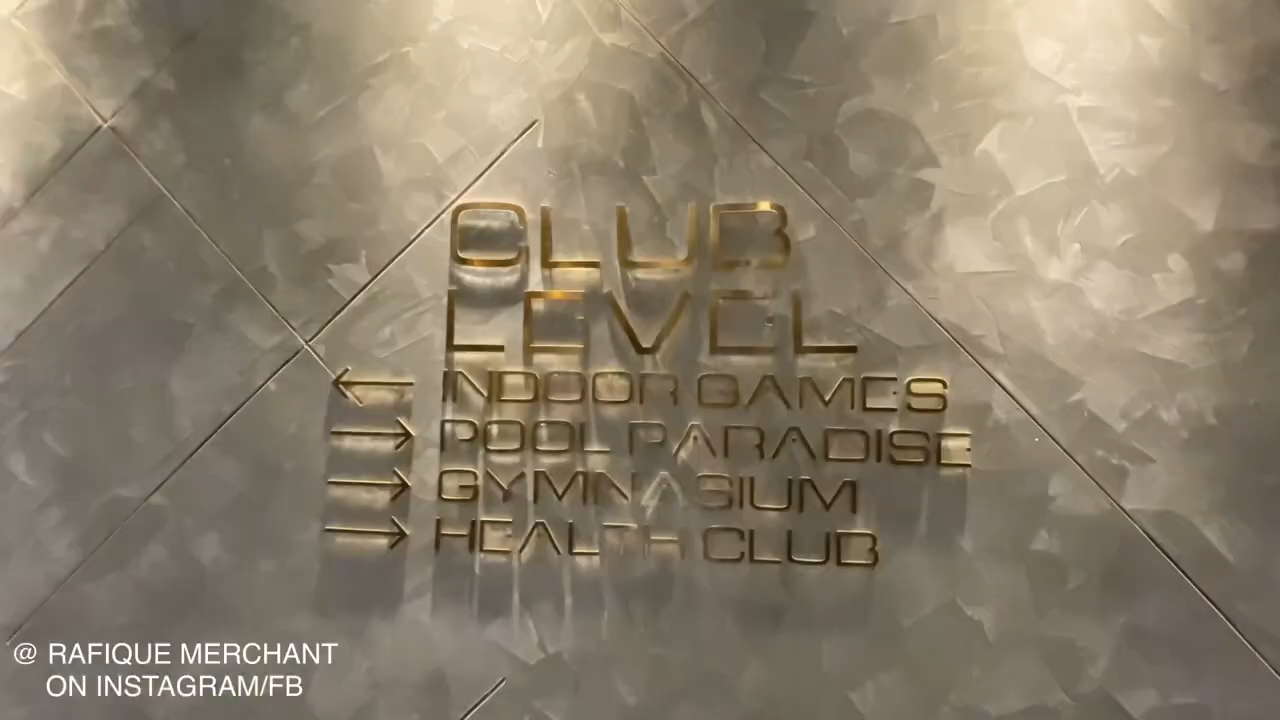 CLUB
LEVEL
← INDOOR GAMES
→ POOL PARADISE
→ GYMNASIUM
→ HEALTH CLUB
@ RAFIQUE MERCHANT
ON INSTAGRAM/FB